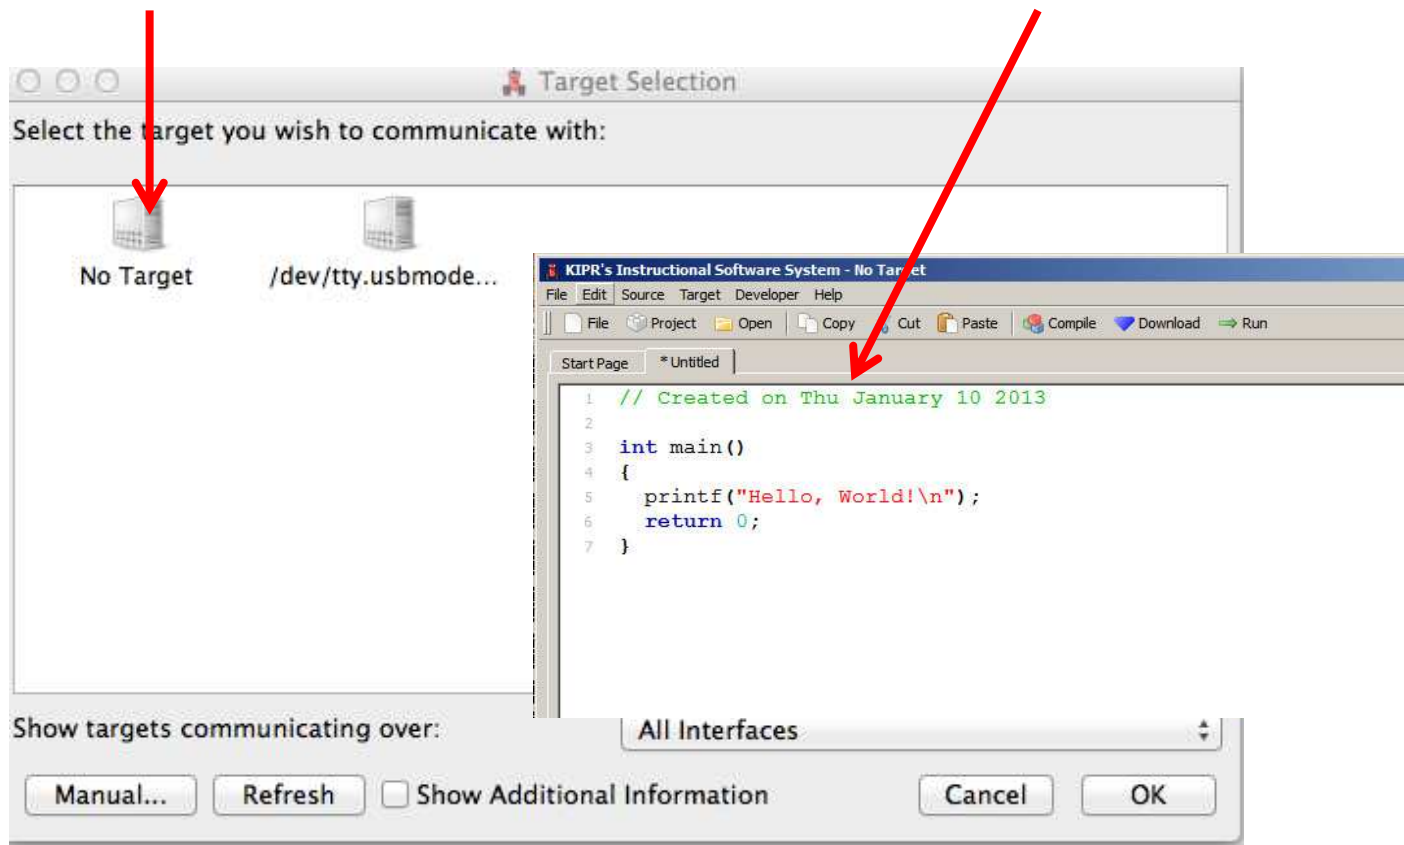 Target Selection
Select the target you wish to communicate with:
No Target
/dev/tty.usbmode...
KIPR's Instructional Software System - No Target
File Edit Source Target Developer Help
File Project Open Copy Cut Paste Compile Download Run
Start Page * Untitled
1 // Created on Thu January 10 2013
2
3 int main()
4 {
5 printf("Hello, World!\n");
6 return 0;
7 }
Show targets communicating over: All Interfaces
Manual... Refresh Show Additional Information Cancel OK